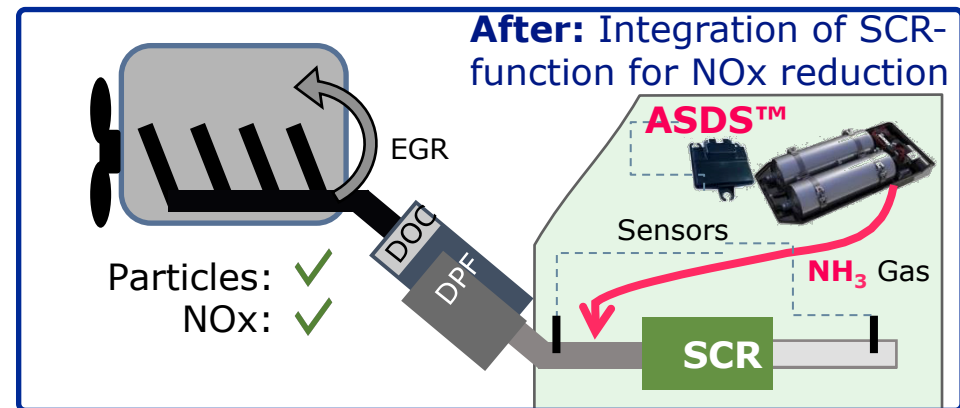 After: Integration of SCR-
function for NOx reduction
ASDS™
EGR
Sensors
DOC
DPF
NH₃ Gas
Particles:
NOx:
SCR